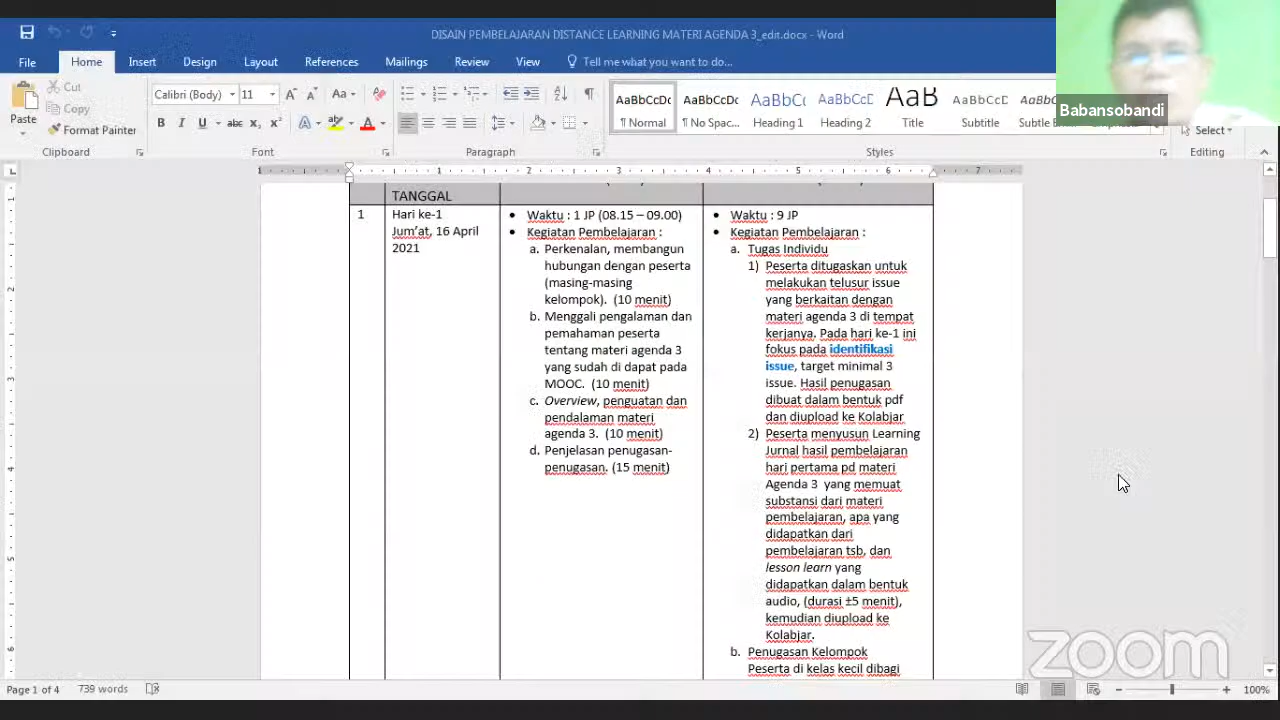 DISAIN PEMBELAJARAN DISTANCE LEARNING MATERI AGENDA 3_edit.docx - Word
File Home Insert Design Layout References Mailings Review View Tell me what you want to do...
Cut
Copy
Format Painter
Paste
Calibri (Body) 11
AaBbCcDc AaBbCcDc AaBbCc AaBbCcC AaB AaBbCcC AaBbCcC
¶ Normal ¶ No Spac... Heading 1 Heading 2 Title Subtitle
Babansobandi
Select
Clipboard Font Paragraph Styles Editing
TANGGAL
1
Hari ke-1
Jum’at, 16 April
2021
• Waktu : 1 JP (08.15 – 09.00)
• Kegiatan Pembelajaran :
a. Perkenalan, membangun
hubungan dengan peserta
(masing-masing
kelompok). (10 menit)
b. Menggali pengalaman dan
pemahaman peserta
tentang materi agenda 3
yang sudah di dapat pada
MOOC. (10 menit)
c. Overview, penguatan dan
pendalaman materi
agenda 3. (10 menit)
d. Penjelasan penugasan-
penugasan. (15 menit)
• Waktu : 9 JP
• Kegiatan Pembelajaran :
a. Tugas Individu
1) Peserta ditugaskan untuk
melakukan telusur issue
yang berkaitan dengan
materi agenda 3 di tempat
kerjanya. Pada hari ke-1 ini
fokus pada identifikasi
issue, target minimal 3
issue. Hasil penugasan
dibuat dalam bentuk pdf
dan diupload ke Kolabjar
2) Peserta menyusun Learning
Jurnal hasil pembelajaran
hari pertama pd materi
Agenda 3 yang memuat
substansi dari materi
pembelajaran, apa yang
didapatkan dari
pembelajaran tsb, dan
lesson learn yang
didapatkan dalam bentuk
audio, (durasi ±5 menit),
kemudian diupload ke
Kolabjar.
b. Penugasan Kelompok
Peserta di kelas kecil dibagi
zoom
Page 1 of 4 739 words
100%